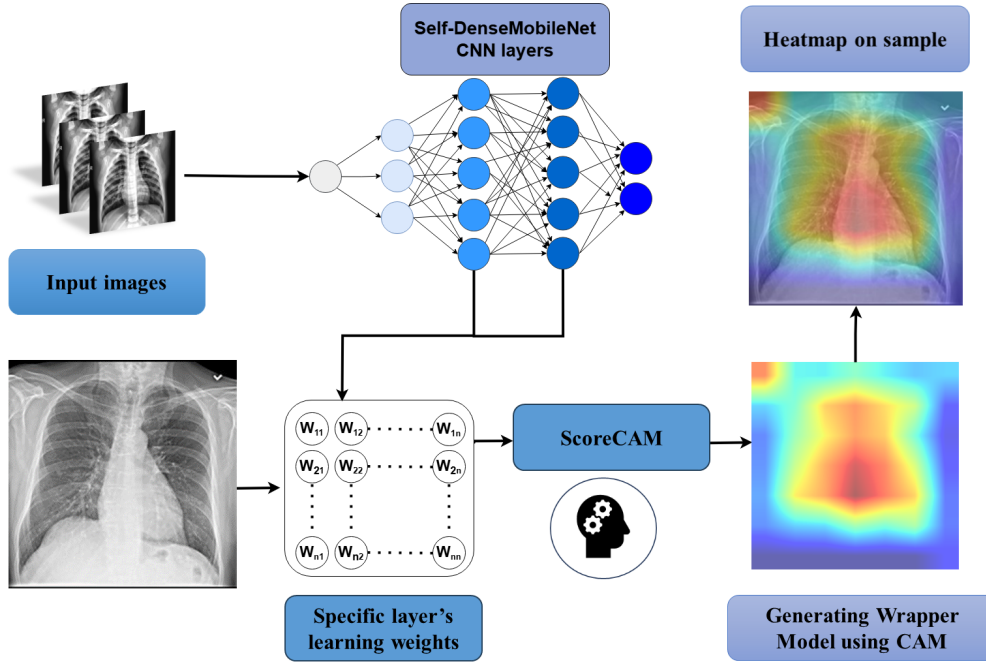 Self-DenseMobileNet
CNN layers
Heatmap on sample
Input images
W11 W12 W1n
W21 W22 W2n
Wn1 Wn2 Wnn
ScoreCAM
Specific layer's
learning weights
Generating Wrapper
Model using CAM